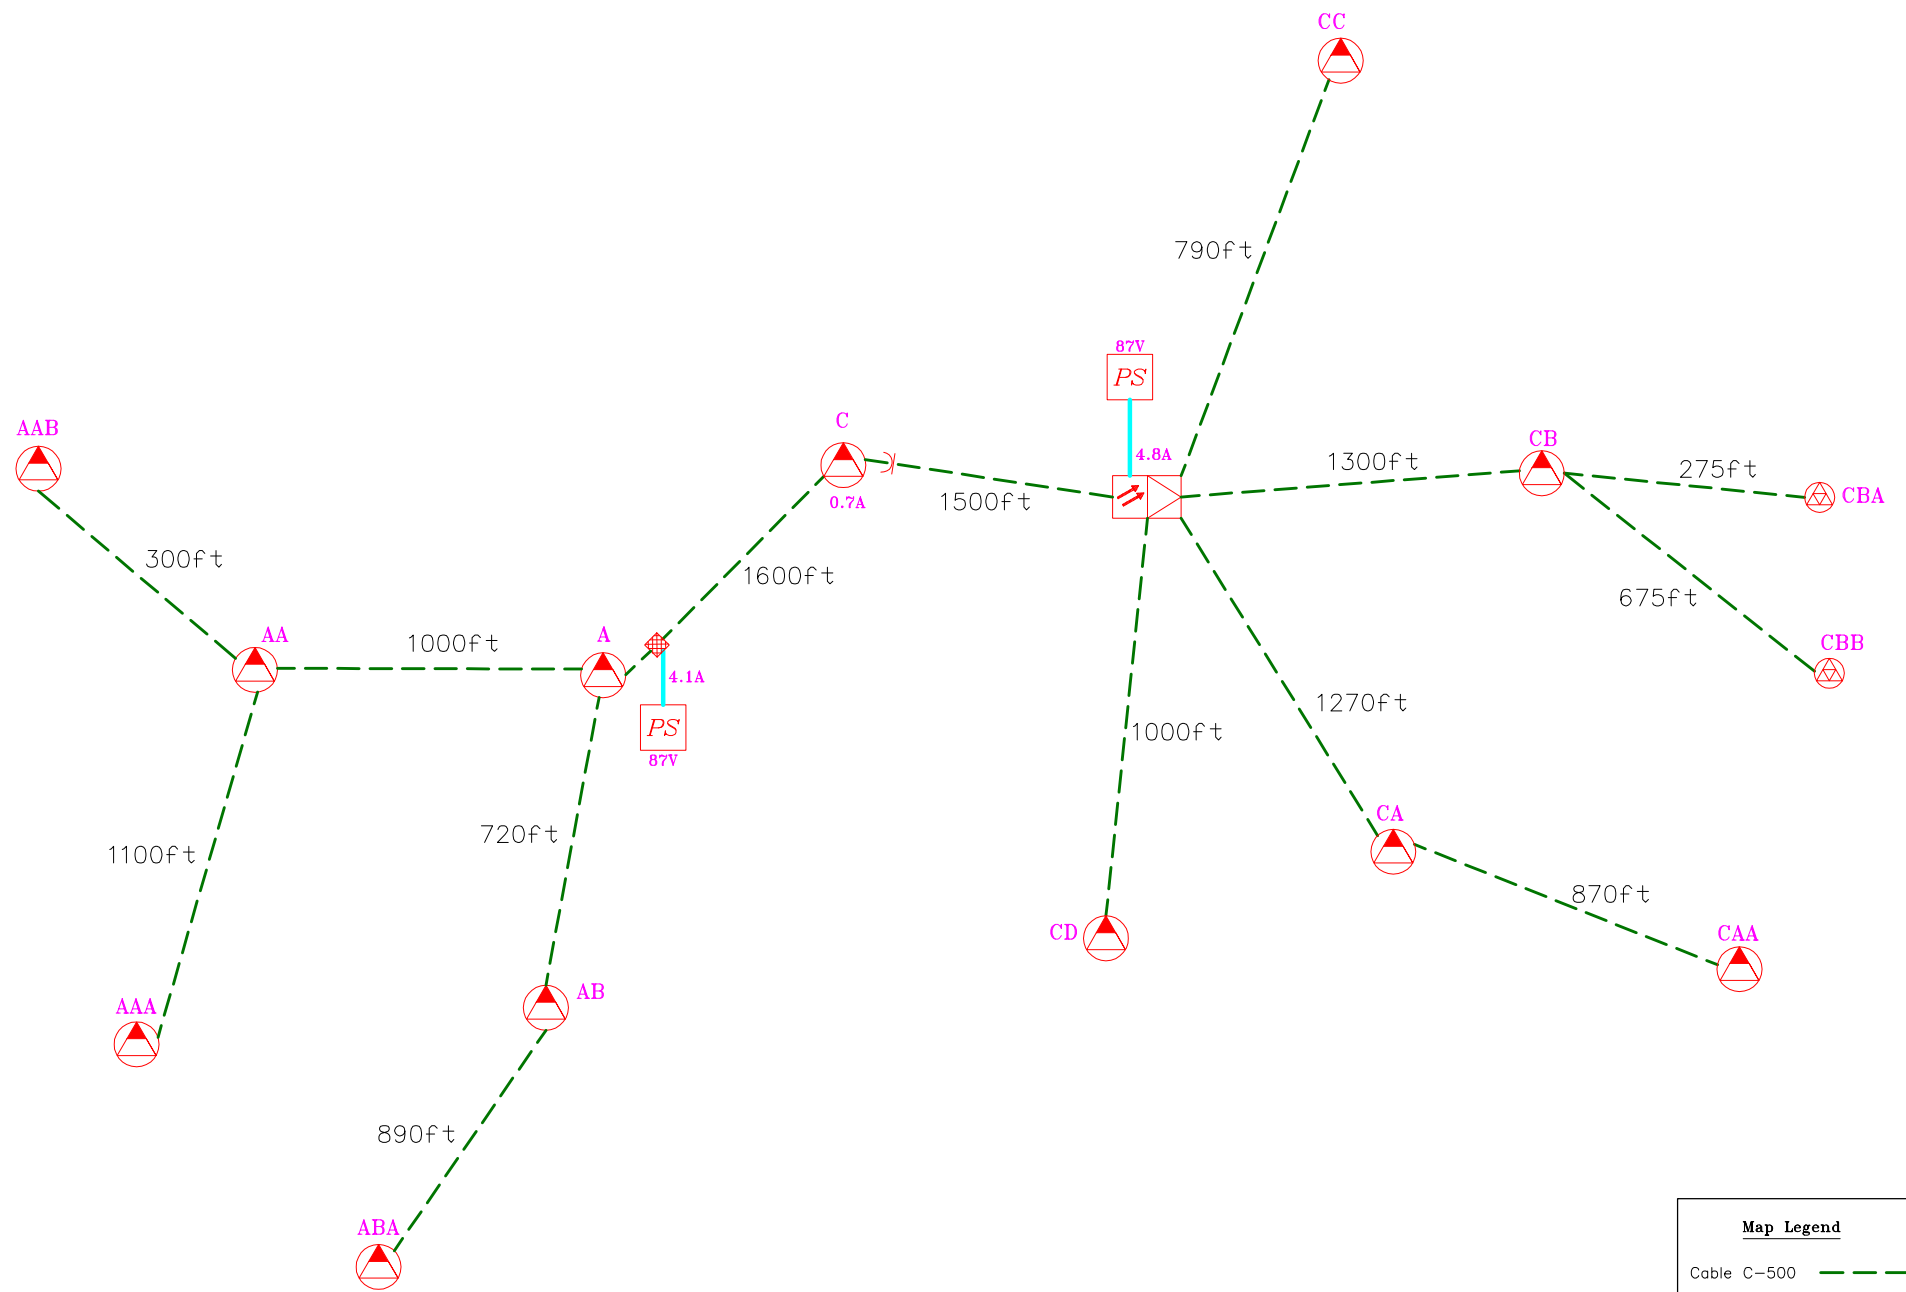 CC
790ft
87V
PS
4.8A
AAB
C
0.7A
1500ft
1300ft
CB
275ft
CBA
300ft
1600ft
675ft
AA
1000ft
A
4.1A
PS
87V
CBB
1270ft
1000ft
720ft
1100ft
CA
870ft
CD
CAA
AB
AAA
890ft
ABA
Map Legend
Cable C-500